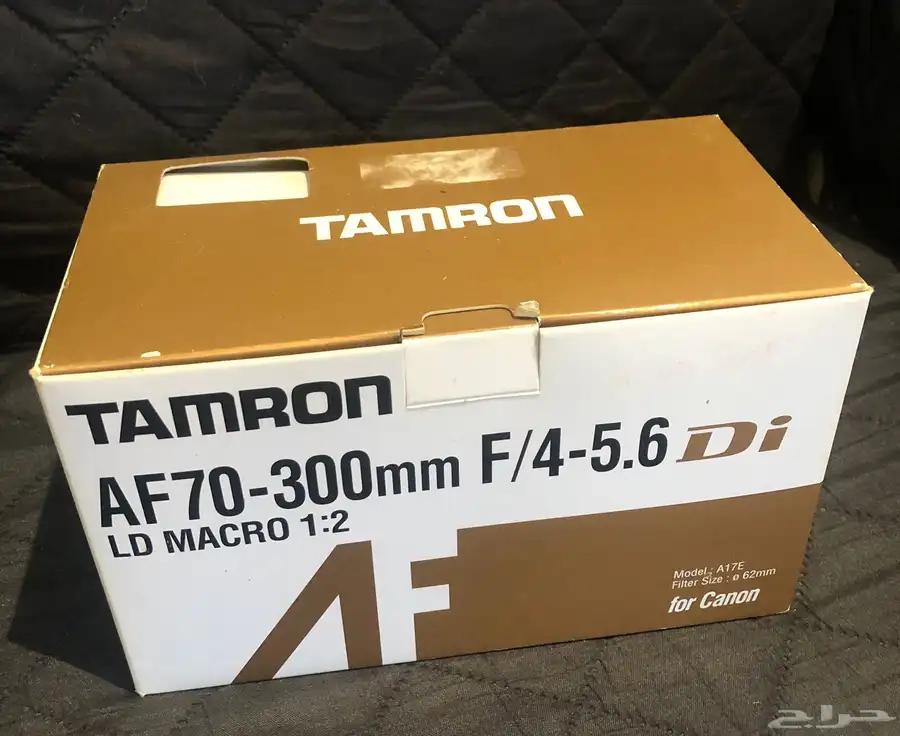 TAMRON
TAMRON
AF70-300mm F/4-5.6 Di
LD MACRO 1:2
AF
Model : A17E
Filter Size : ø 62mm
for Canon
حراج